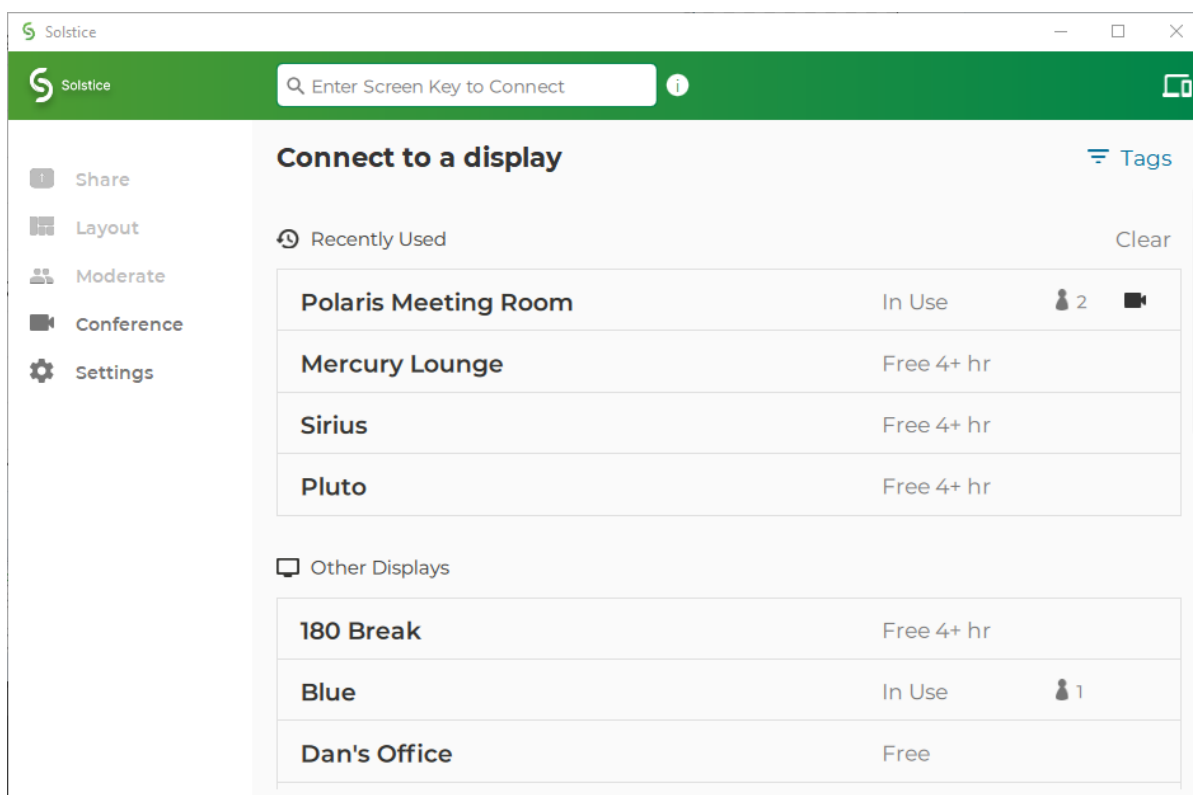 Solstice
Solstice
Enter Screen Key to Connect
i
Connect to a display
Tags
Share
Layout
Moderate
Conference
Settings
Recently Used
Clear
Polaris Meeting Room In Use 2
Mercury Lounge Free 4+ hr
Sirius Free 4+ hr
Pluto Free 4+ hr
Other Displays
180 Break Free 4+ hr
Blue In Use 1
Dan's Office Free